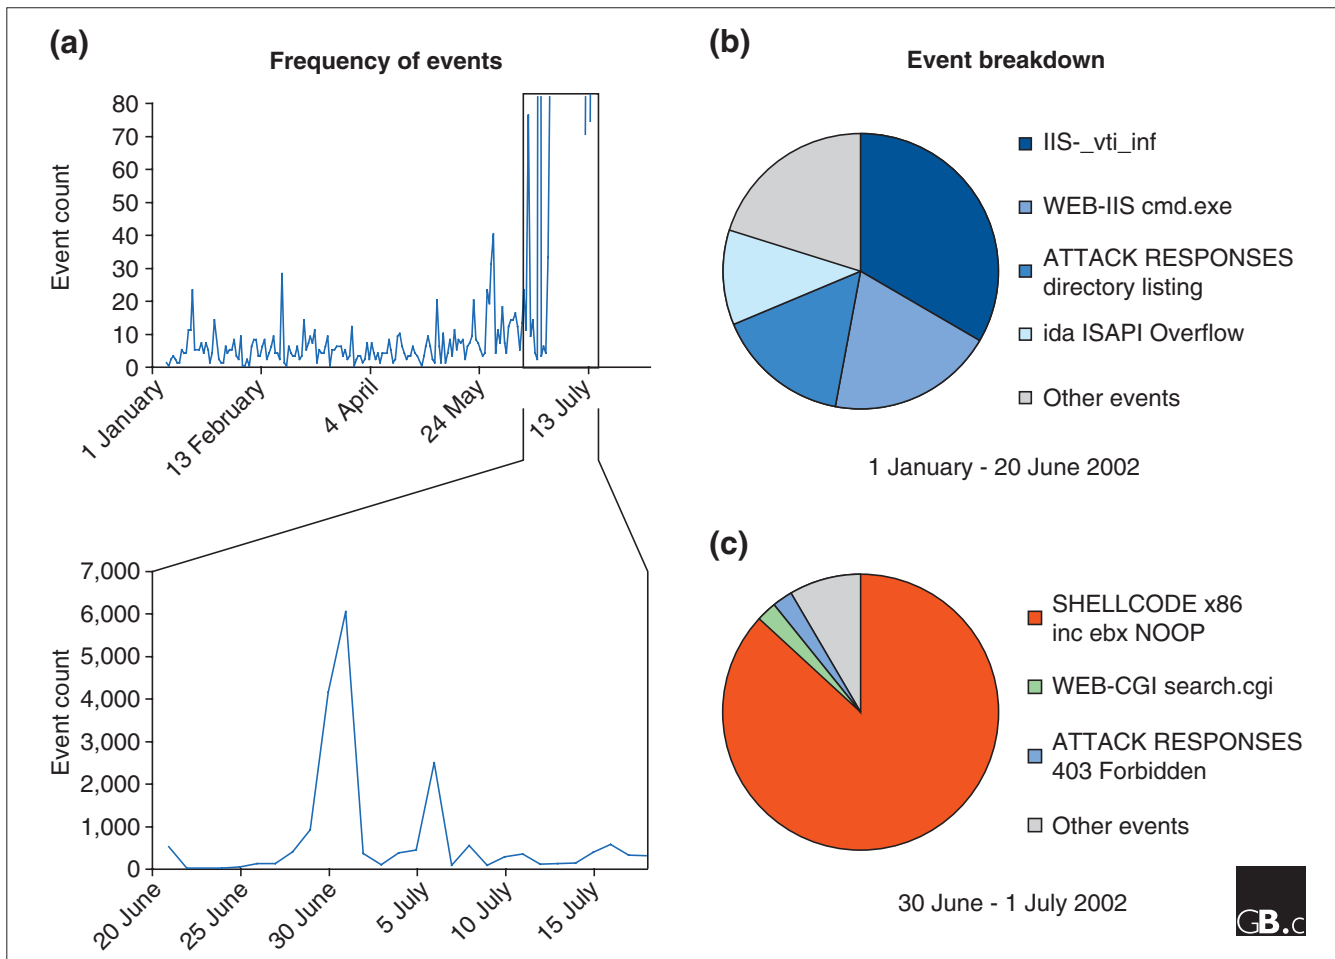 (a)
Frequency of events
Event count
80
70
60
50
40
30
20
10
0
1 January
13 February
4 April
24 May
13 July
Event count
7,000
6,000
5,000
4,000
3,000
2,000
1,000
0
20 June
25 June
30 June
5 July
10 July
15 July
(b)
Event breakdown
IIS-_vti_inf
WEB-IIS cmd.exe
ATTACK RESPONSES
directory listing
ida ISAPI Overflow
Other events
1 January - 20 June 2002
(c)
SHELLCODE x86
inc ebx NOOP
WEB-CGI search.cgi
ATTACK RESPONSES
403 Forbidden
Other events
30 June - 1 July 2002
GB.c